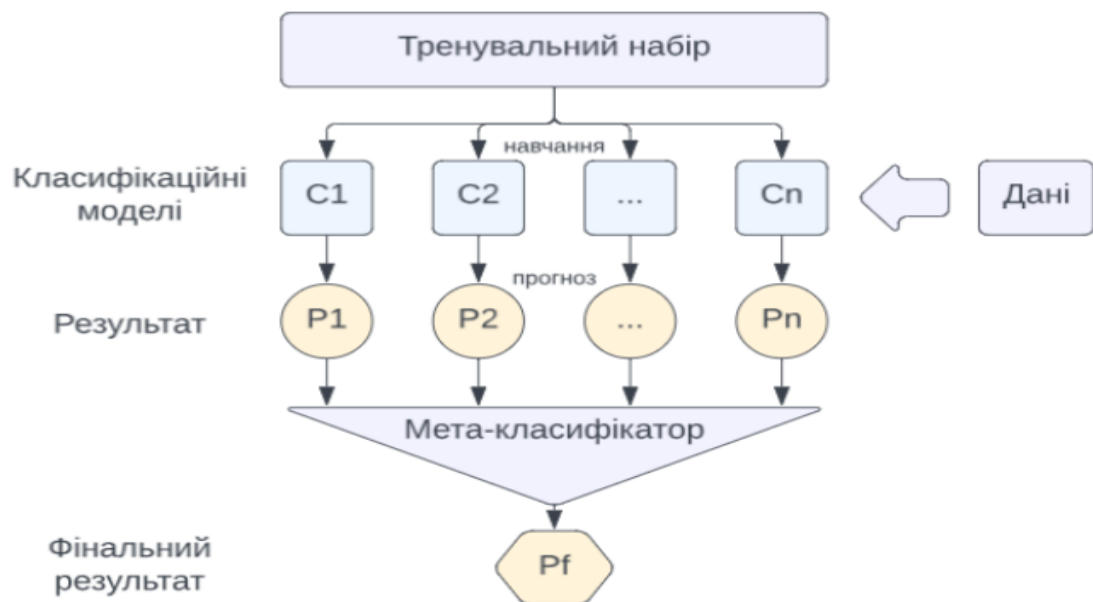 Тренувальний набір
навчання
Класифікаційні
моделі
C1
C2
...
Cn
Дані
прогноз
Результат
P1
P2
...
Pn
Мета-класифікатор
Фінальний
результат
Pf